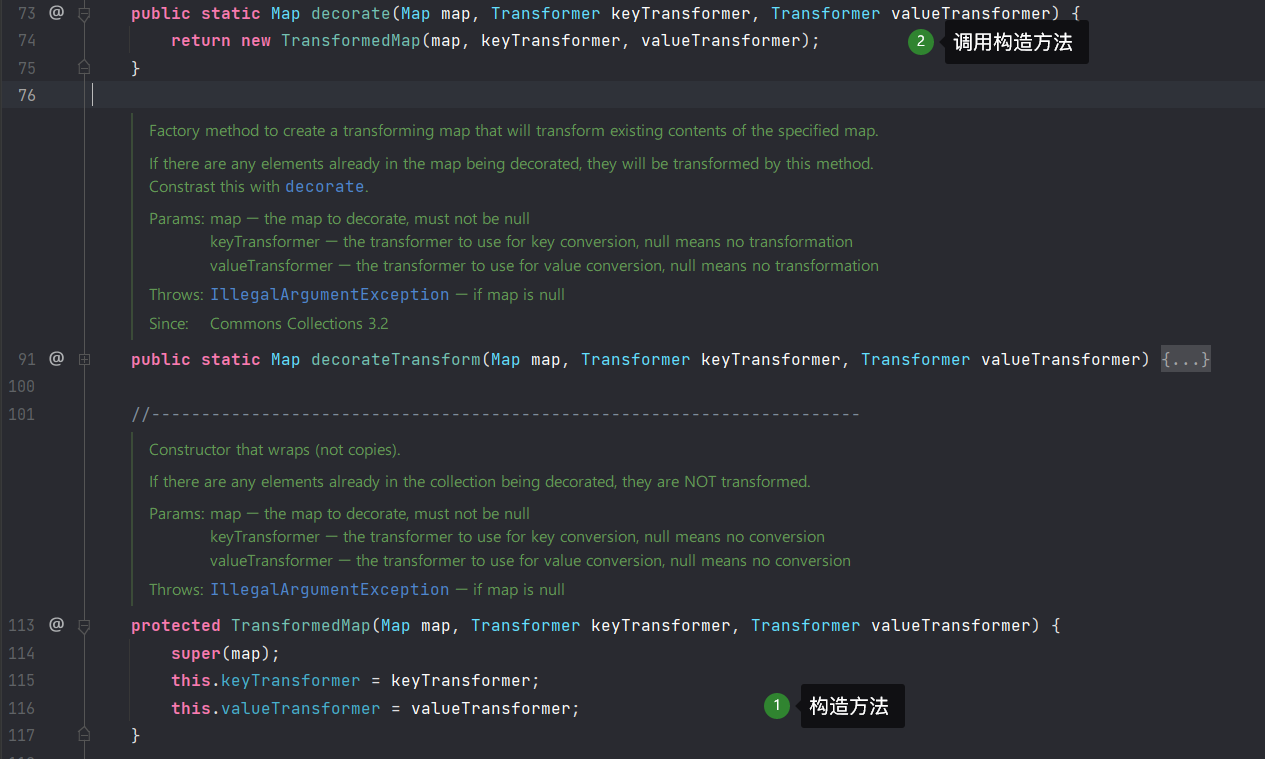 73 @ public static Map decorate(Map map, Transformer keyTransformer, Transformer valueTransformer) {
74 return new TransformedMap(map, keyTransformer, valueTransformer); 2 调用构造方法
75 }
76
Factory method to create a transforming map that will transform existing contents of the specified map.
If there are any elements already in the map being decorated, they will be transformed by this method.
Constrast this with decorate.
Params: map — the map to decorate, must not be null
keyTransformer — the transformer to use for key conversion, null means no transformation
valueTransformer — the transformer to use for value conversion, null means no transformation
Throws: IllegalArgumentException — if map is null
Since: Commons Collections 3.2
91 @ public static Map decorateTransform(Map map, Transformer keyTransformer, Transformer valueTransformer) {...}
100
101 //-----------------------------------------------------------------------
Constructor that wraps (not copies).
If there are any elements already in the collection being decorated, they are NOT transformed.
Params: map — the map to decorate, must not be null
keyTransformer — the transformer to use for key conversion, null means no conversion
valueTransformer — the transformer to use for value conversion, null means no conversion
Throws: IllegalArgumentException — if map is null
113 @ protected TransformedMap(Map map, Transformer keyTransformer, Transformer valueTransformer) {
114 super(map);
115 this.keyTransformer = keyTransformer;
116 this.valueTransformer = valueTransformer; 1 构造方法
117 }